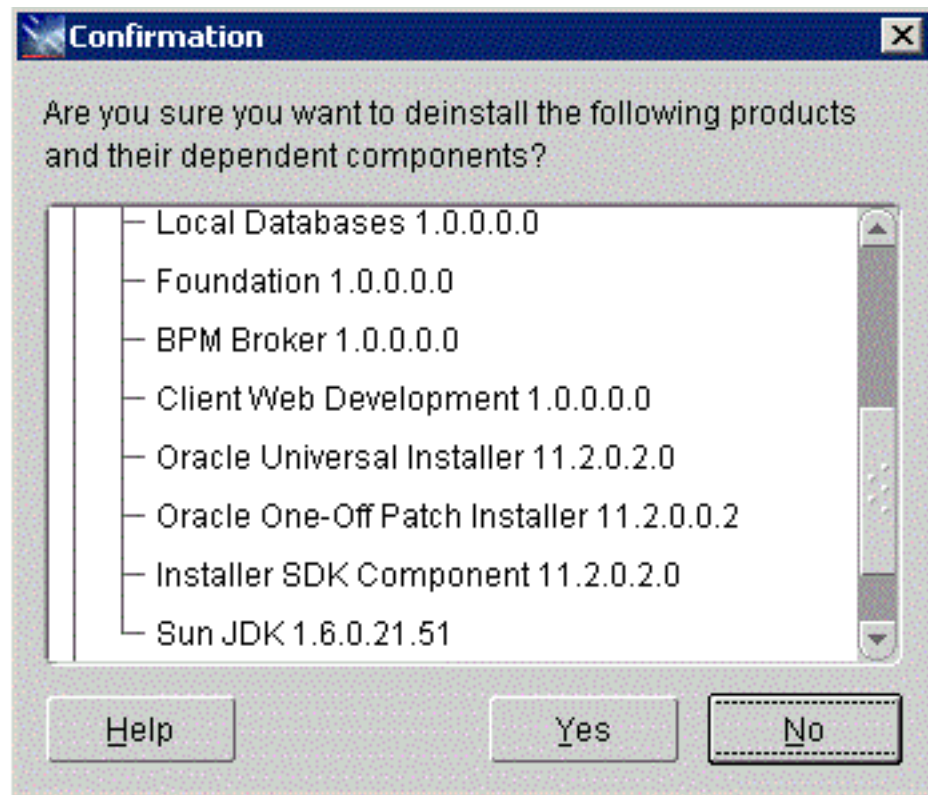 Confirmation
Are you sure you want to deinstall the following products
and their dependent components?
Local Databases 1.0.0.0.0
Foundation 1.0.0.0.0
BPM Broker 1.0.0.0.0
Client Web Development 1.0.0.0.0
Oracle Universal Installer 11.2.0.2.0
Oracle One-Off Patch Installer 11.2.0.0.2
Installer SDK Component 11.2.0.2.0
Sun JDK 1.6.0.21.51
Help Yes No